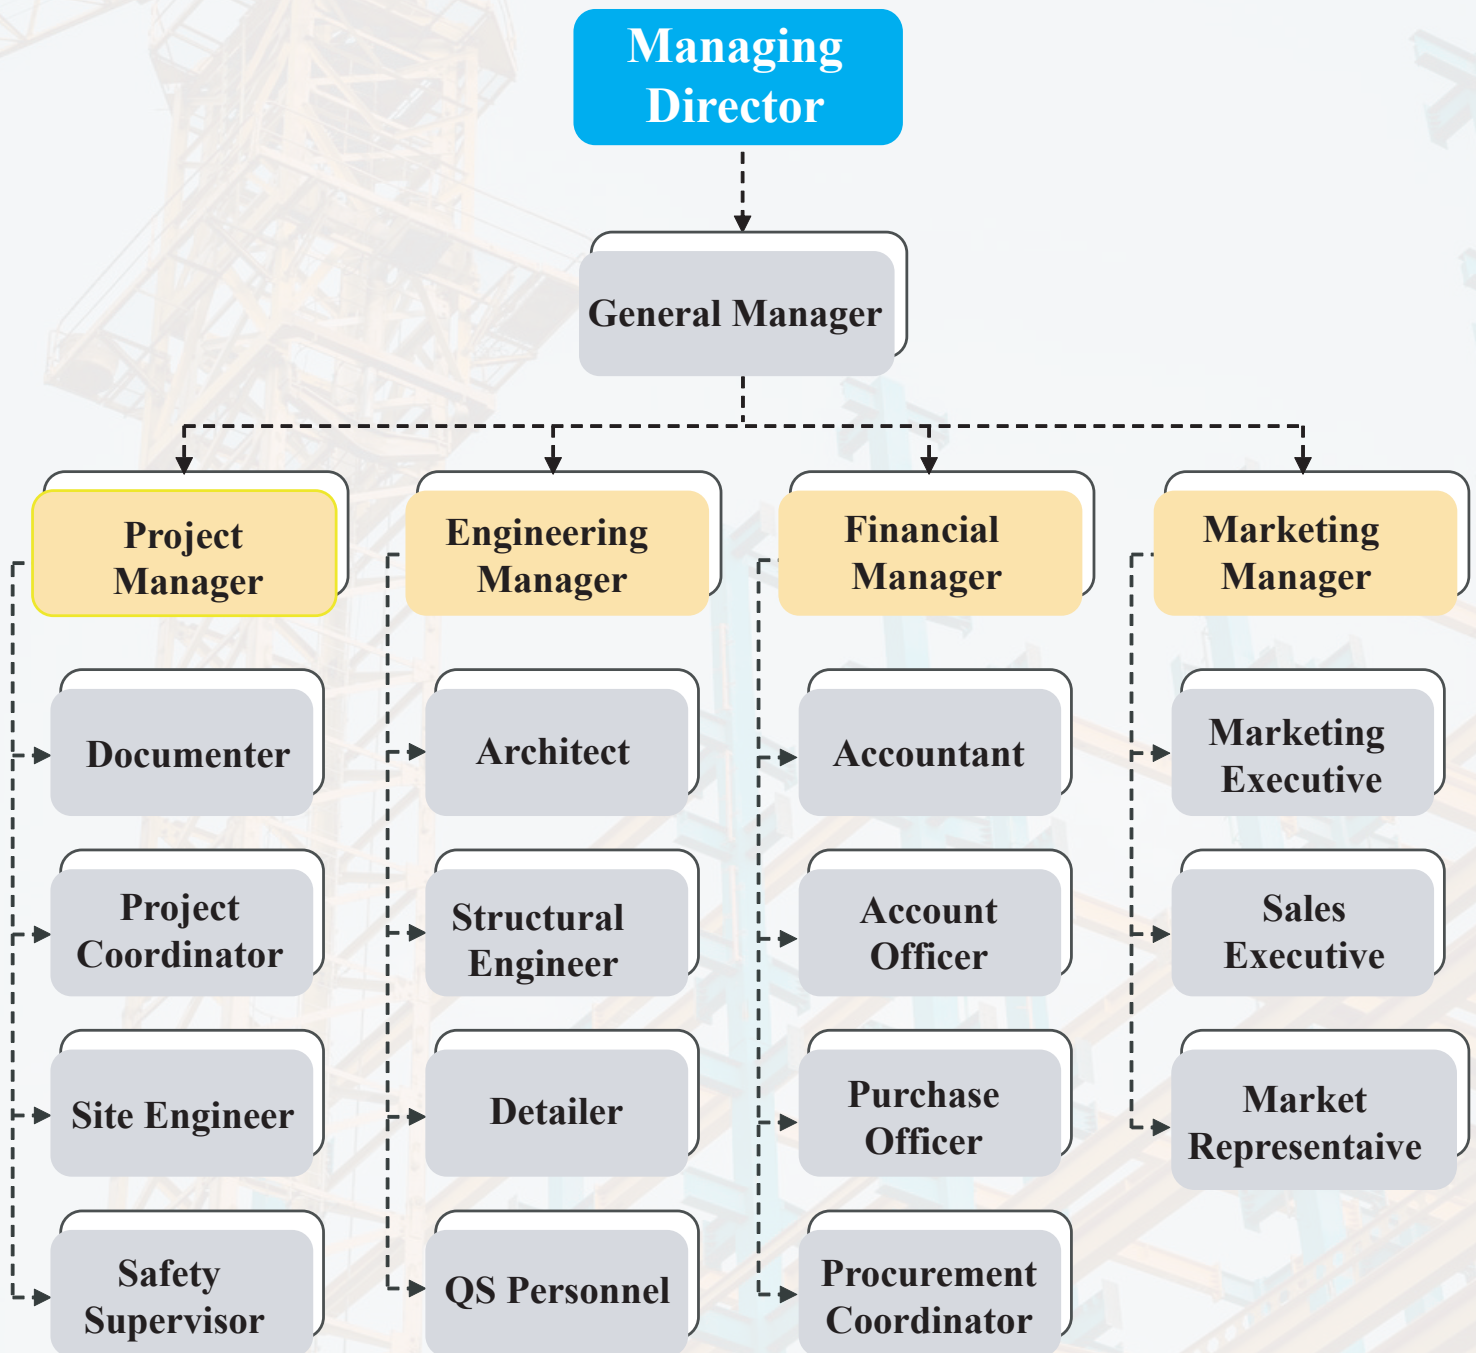 Managing
Director
General Manager
Project
Manager
Engineering
Manager
Financial
Manager
Marketing
Manager
Documenter
Architect
Accountant
Marketing
Executive
Project
Coordinator
Structural
Engineer
Account
Officer
Sales
Executive
Site Engineer
Detailer
Purchase
Officer
Market
Representaive
Safety
Supervisor
QS Personnel
Procurement
Coordinator